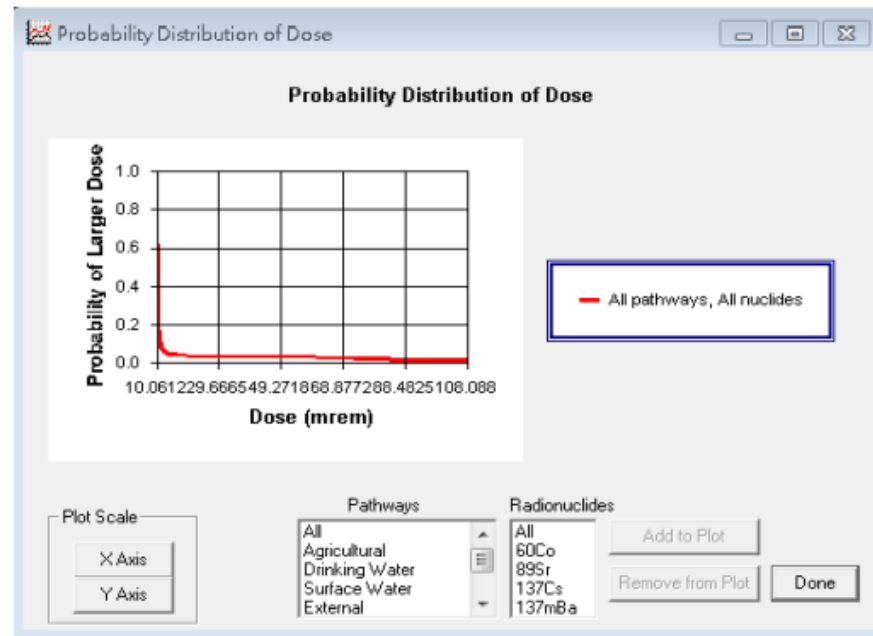 Probability Distribution of Dose
Probability Distribution of Dose
Probability of Larger Dose
1.0
0.8
0.6
0.4
0.2
0.0
10.061229.666549.271868.877288.4825108.088
Dose (mrem)
All pathways, All nuclides
Plot Scale
X Axis
Y Axis
Pathways
All
Agricultural
Drinking Water
Surface Water
External
Radionuclides
All
60Co
89Sr
137Cs
137mBa
Add to Plot
Remove from Plot
Done